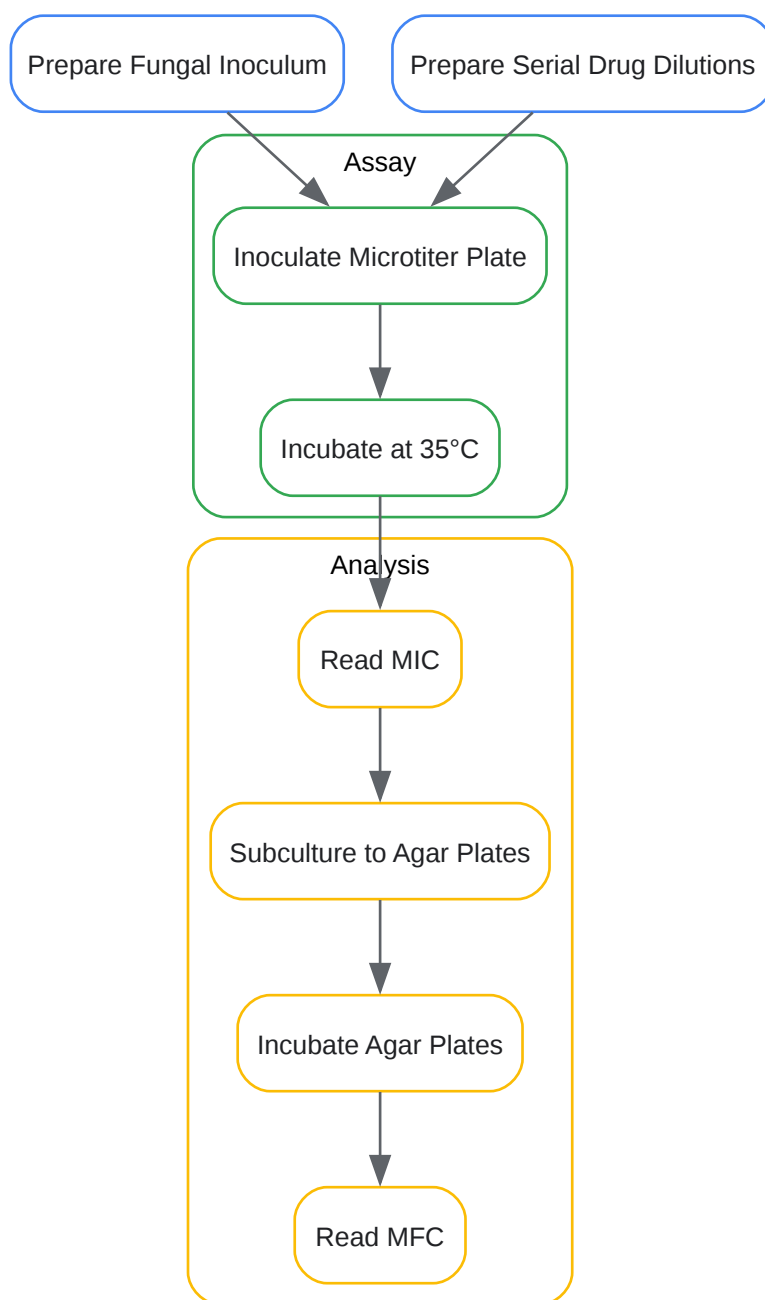 Prepare Fungal Inoculum
Prepare Serial Drug Dilutions
Assay
Inoculate Microtiter Plate
Incubate at 35°C
Analysis
Read MIC
Subculture to Agar Plates
Incubate Agar Plates
Read MFC